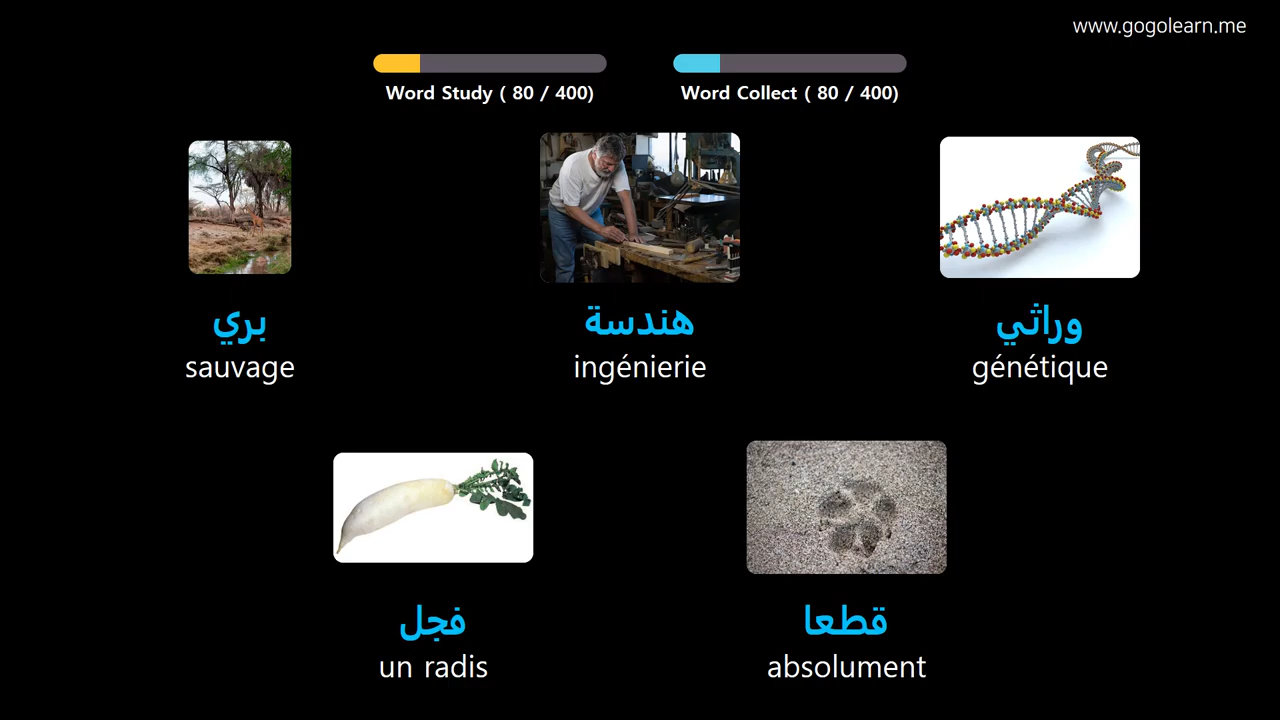 www.gogolearn.me
Word Study ( 80 / 400)
Word Collect ( 80 / 400)
بري
sauvage
هندسة
ingénierie
وراثي
génétique
فجل
un radis
قطعا
absolument